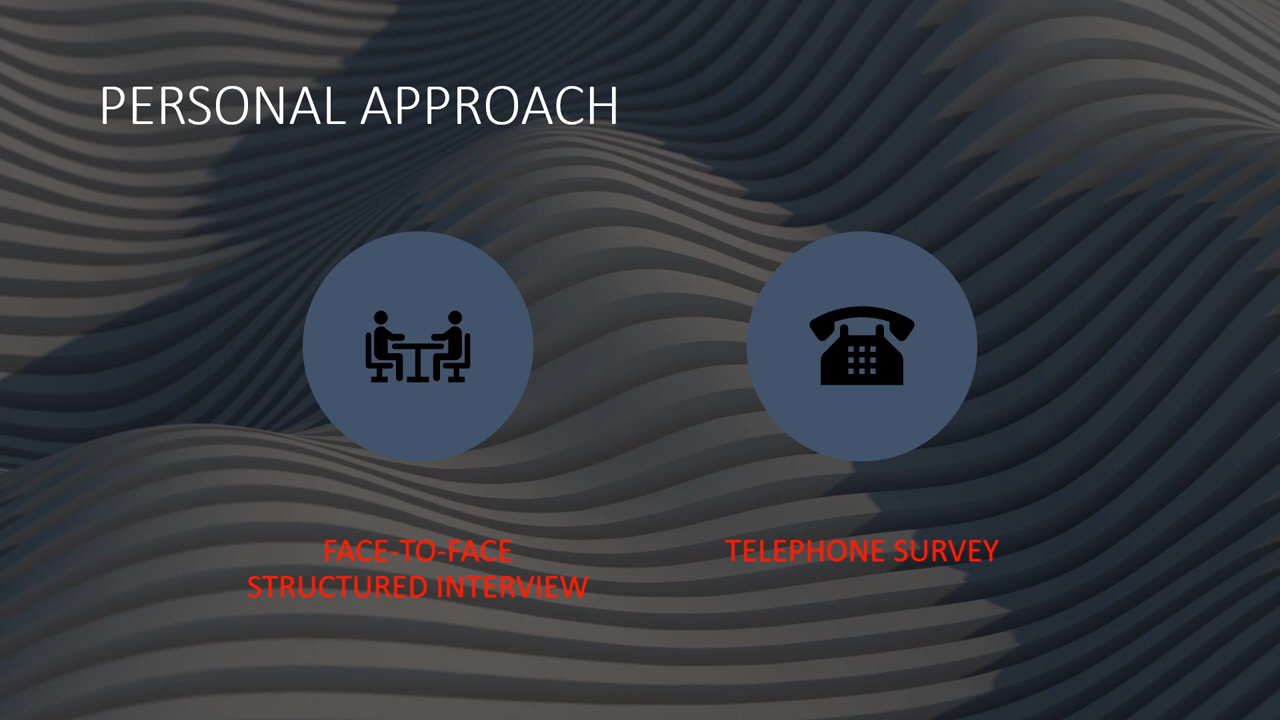 PERSONAL APPROACH
FACE-TO-FACE
STRUCTURED INTERVIEW
TELEPHONE SURVEY